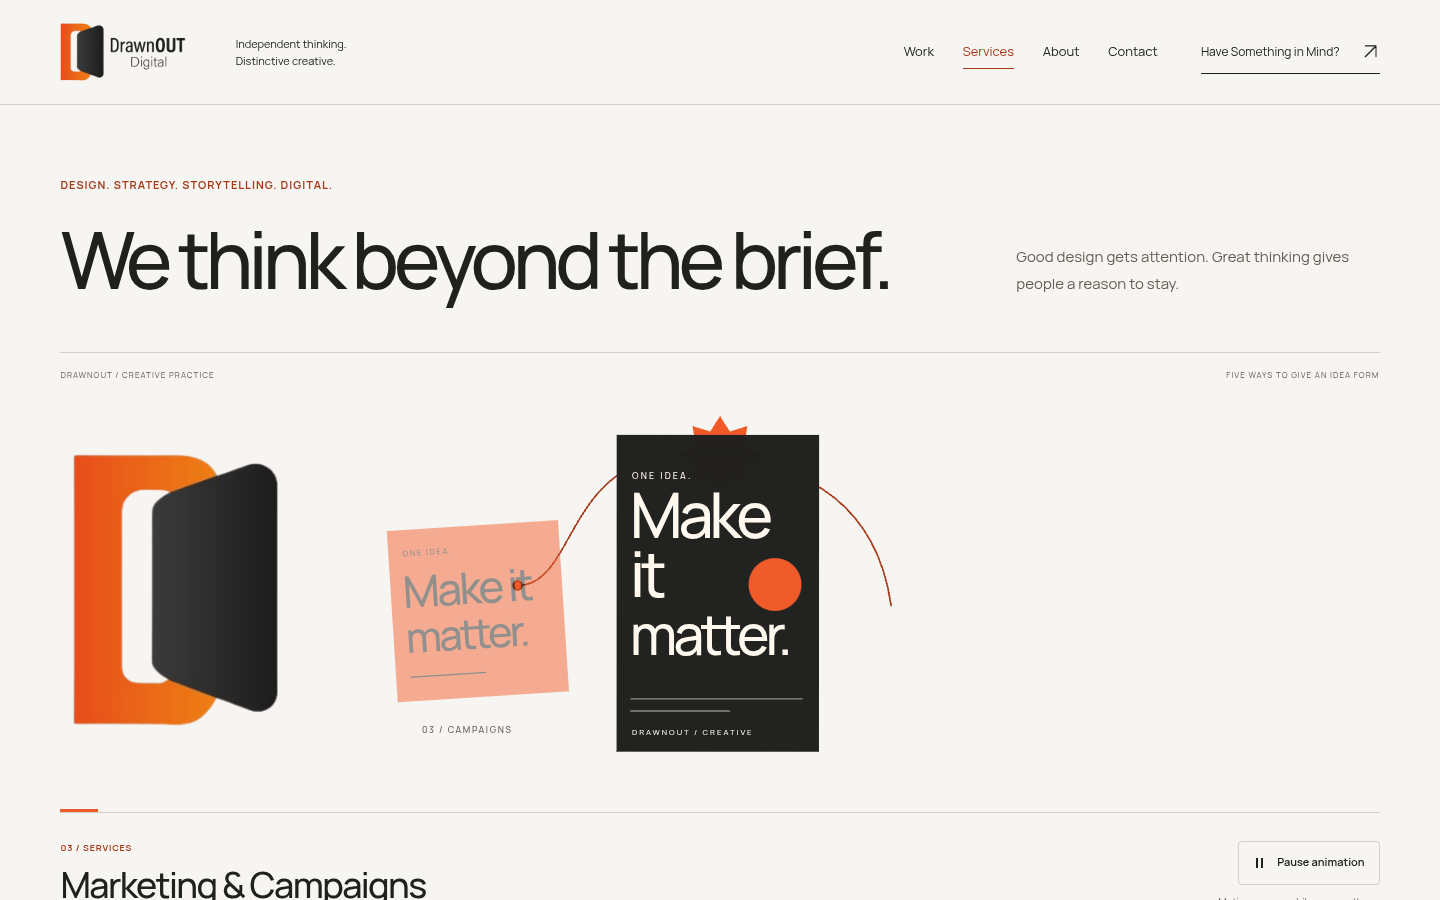 DrawnOUT
Digital
Independent thinking.
Distinctive creative.
Work
Services
About
Contact
Have Something in Mind?
DESIGN. STRATEGY. STORYTELLING. DIGITAL.
We think beyond the brief.
Good design gets attention. Great thinking gives
people a reason to stay.
DRAWNOUT / CREATIVE PRACTICE
FIVE WAYS TO GIVE AN IDEA FORM
ONE IDEA.
Make it
matter.
03 / CAMPAIGNS
ONE IDEA.
Make
it
matter.
DRAWNOUT / CREATIVE
03 / SERVICES
Marketing & Campaigns
Pause animation